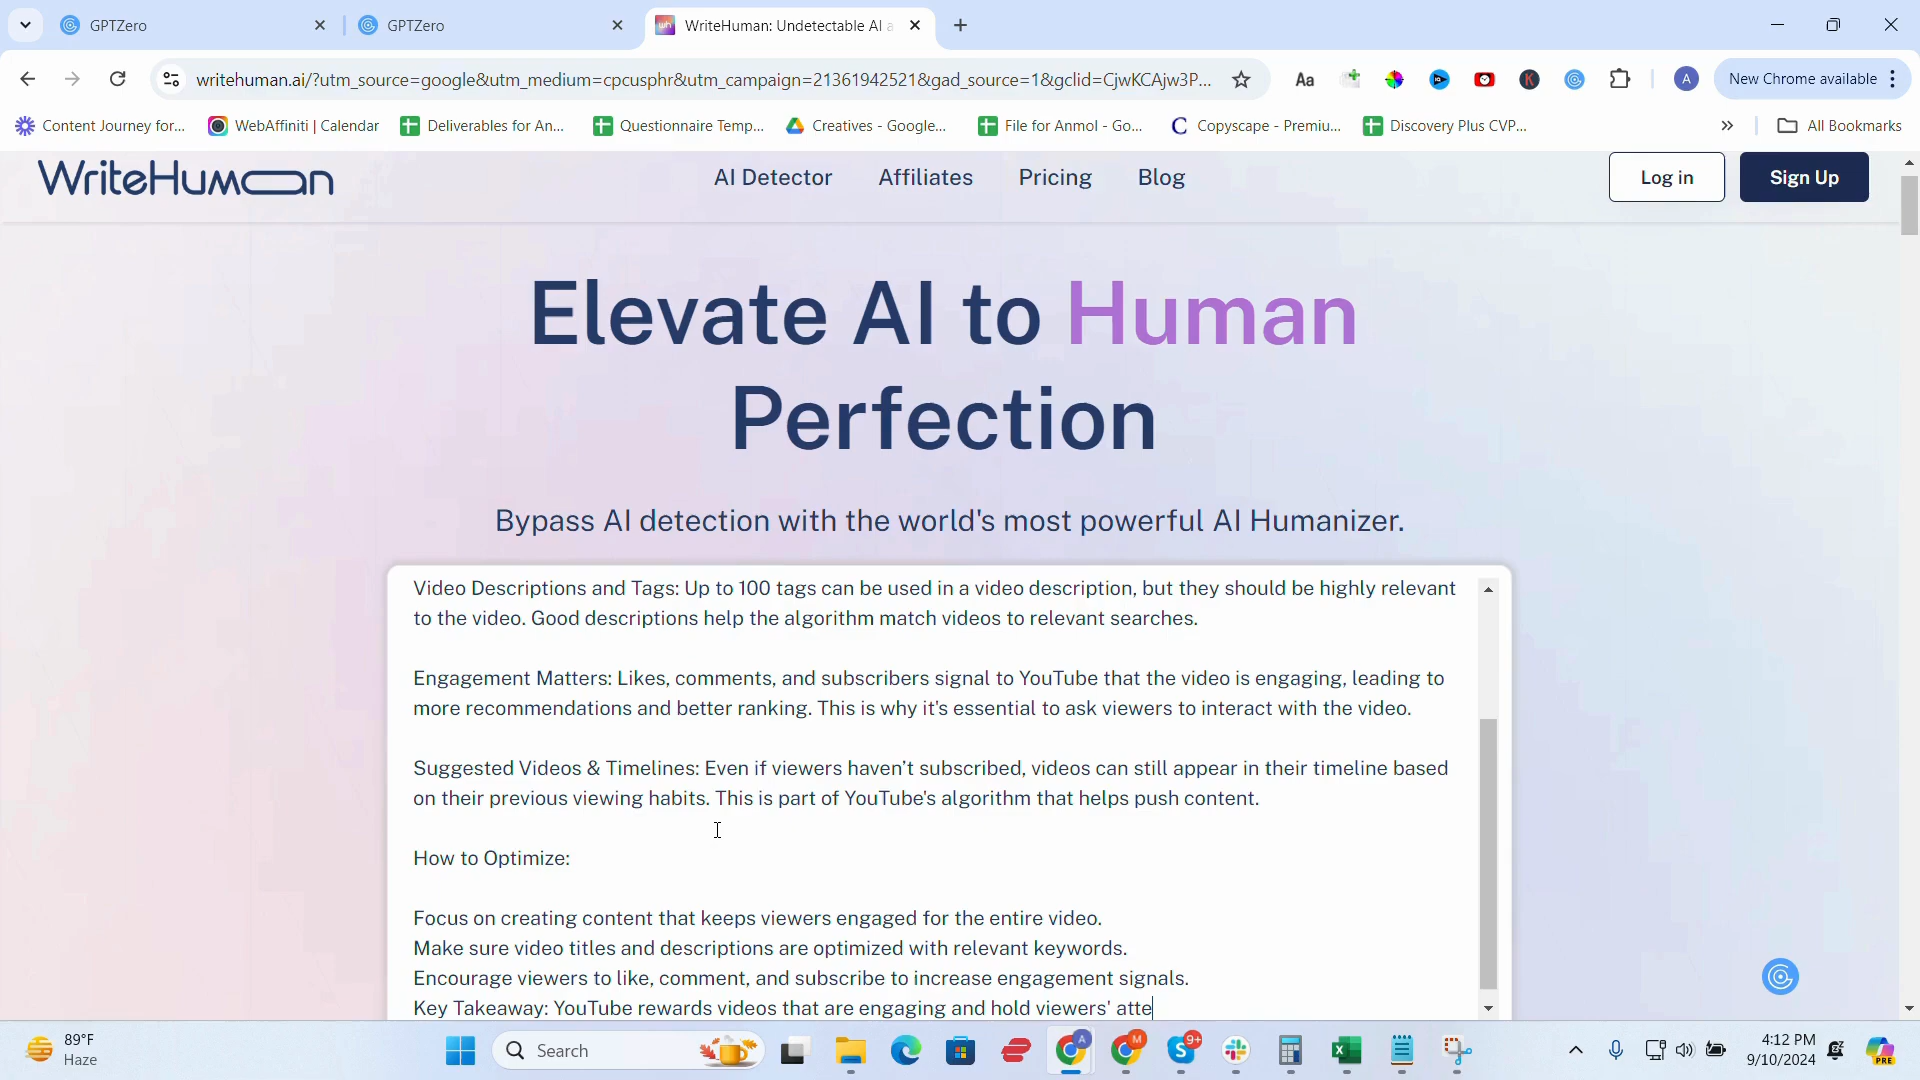 GPTZero
GPTZero
WriteHuman: Undetectable AI a
writehuman.ai/?utm_source=google&utm_medium=cpcusphr&utm_campaign=21361942521&gad_source=1&gclid=CjwKCAjw3P...
Aa
A
New Chrome available
Content Journey for...
WebAffiniti | Calendar
Deliverables for An...
Questionnaire Temp...
Creatives - Google...
File for Anmol - Go...
Copyscape - Premiu...
Discovery Plus CVP...
All Bookmarks
WriteHuman
AI Detector
Affiliates
Pricing
Blog
Log in
Sign Up
Elevate AI to Human
Perfection
Bypass AI detection with the world's most powerful AI Humanizer.
Video Descriptions and Tags: Up to 100 tags can be used in a video description, but they should be highly relevant
to the video. Good descriptions help the algorithm match videos to relevant searches.
Engagement Matters: Likes, comments, and subscribers signal to YouTube that the video is engaging, leading to
more recommendations and better ranking. This is why it's essential to ask viewers to interact with the video.
Suggested Videos & Timelines: Even if viewers haven’t subscribed, videos can still appear in their timeline based
on their previous viewing habits. This is part of YouTube's algorithm that helps push content.
How to Optimize:
Focus on creating content that keeps viewers engaged for the entire video.
Make sure video titles and descriptions are optimized with relevant keywords.
Encourage viewers to like, comment, and subscribe to increase engagement signals.
Key Takeaway: YouTube rewards videos that are engaging and hold viewers' atte
89°F
Haze
Search
A
M
9+
4:12 PM
9/10/2024
PRE